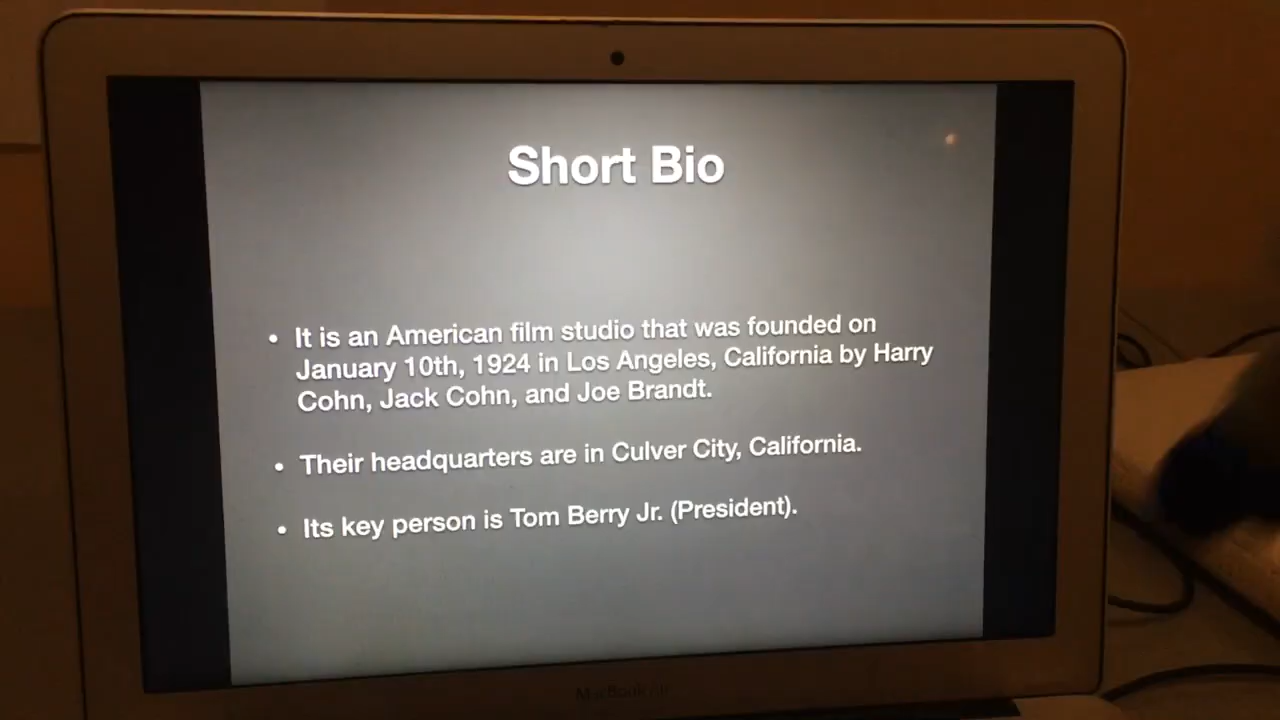 Short Bio
• It is an American film studio that was founded on
January 10th, 1924 in Los Angeles, California by Harry
Cohn, Jack Cohn, and Joe Brandt.
• Their headquarters are in Culver City, California.
• Its key person is Tom Berry Jr. (President).
MacBook Air